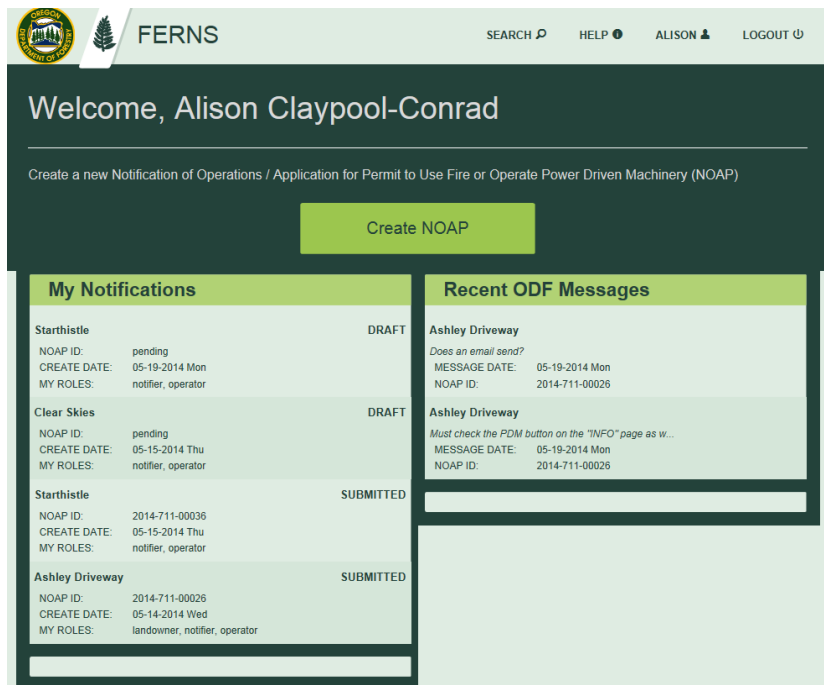 OREGON
DEPARTMENT OF FORESTRY
FERNS
SEARCH
HELP
ALISON
LOGOUT
Welcome, Alison Claypool-Conrad
Create a new Notification of Operations / Application for Permit to Use Fire or Operate Power Driven Machinery (NOAP)
Create NOAP
My Notifications
Starthistle DRAFT
NOAP ID: pending
CREATE DATE: 05-19-2014 Mon
MY ROLES: notifier, operator
Clear Skies DRAFT
NOAP ID: pending
CREATE DATE: 05-15-2014 Thu
MY ROLES: notifier, operator
Starthistle SUBMITTED
NOAP ID: 2014-711-00036
CREATE DATE: 05-15-2014 Thu
MY ROLES: notifier, operator
Ashley Driveway SUBMITTED
NOAP ID: 2014-711-00026
CREATE DATE: 05-14-2014 Wed
MY ROLES: landowner, notifier, operator
Recent ODF Messages
Ashley Driveway
Does an email send?
MESSAGE DATE: 05-19-2014 Mon
NOAP ID: 2014-711-00026
Ashley Driveway
Must check the PDM button on the "INFO" page as w...
MESSAGE DATE: 05-19-2014 Mon
NOAP ID: 2014-711-00026